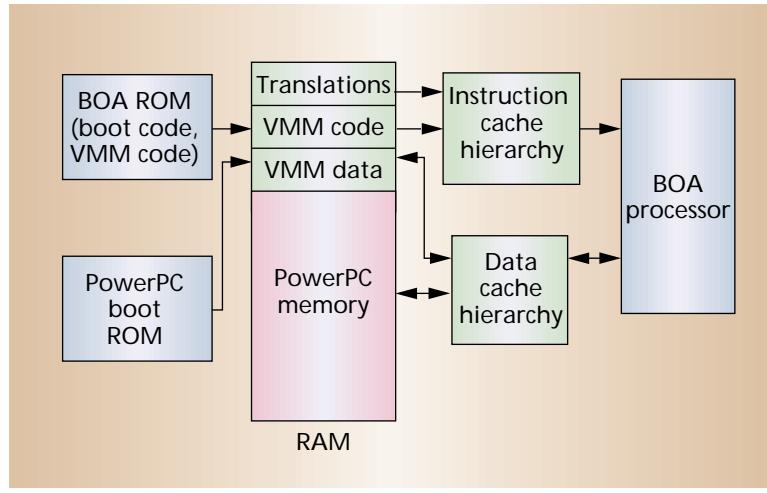 BOA ROM
(boot code,
VMM code)
PowerPC
boot
ROM
Translations
VMM code
VMM data
PowerPC
memory
RAM
Instruction
cache
hierarchy
Data
cache
hierarchy
BOA
processor